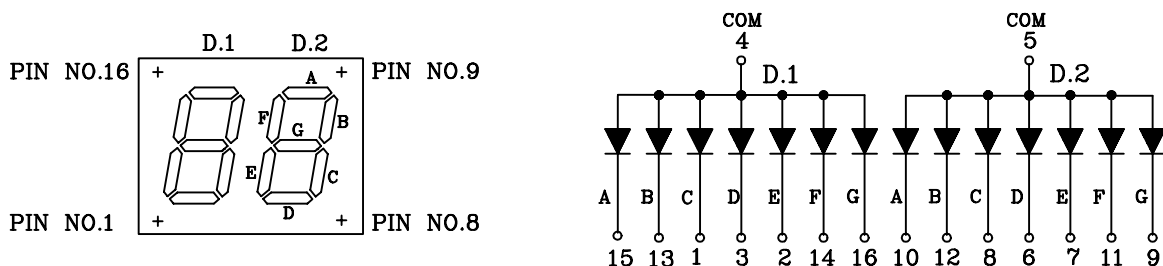 D.1 D.2
PIN NO.16 + + PIN NO.9
A
F B
G
E C
D
PIN NO.1 + + PIN NO.8
COM COM
4 5
D.1 D.2
A B C D E F G A B C D E F G
15 13 1 3 2 14 16 10 12 8 6 7 11 9